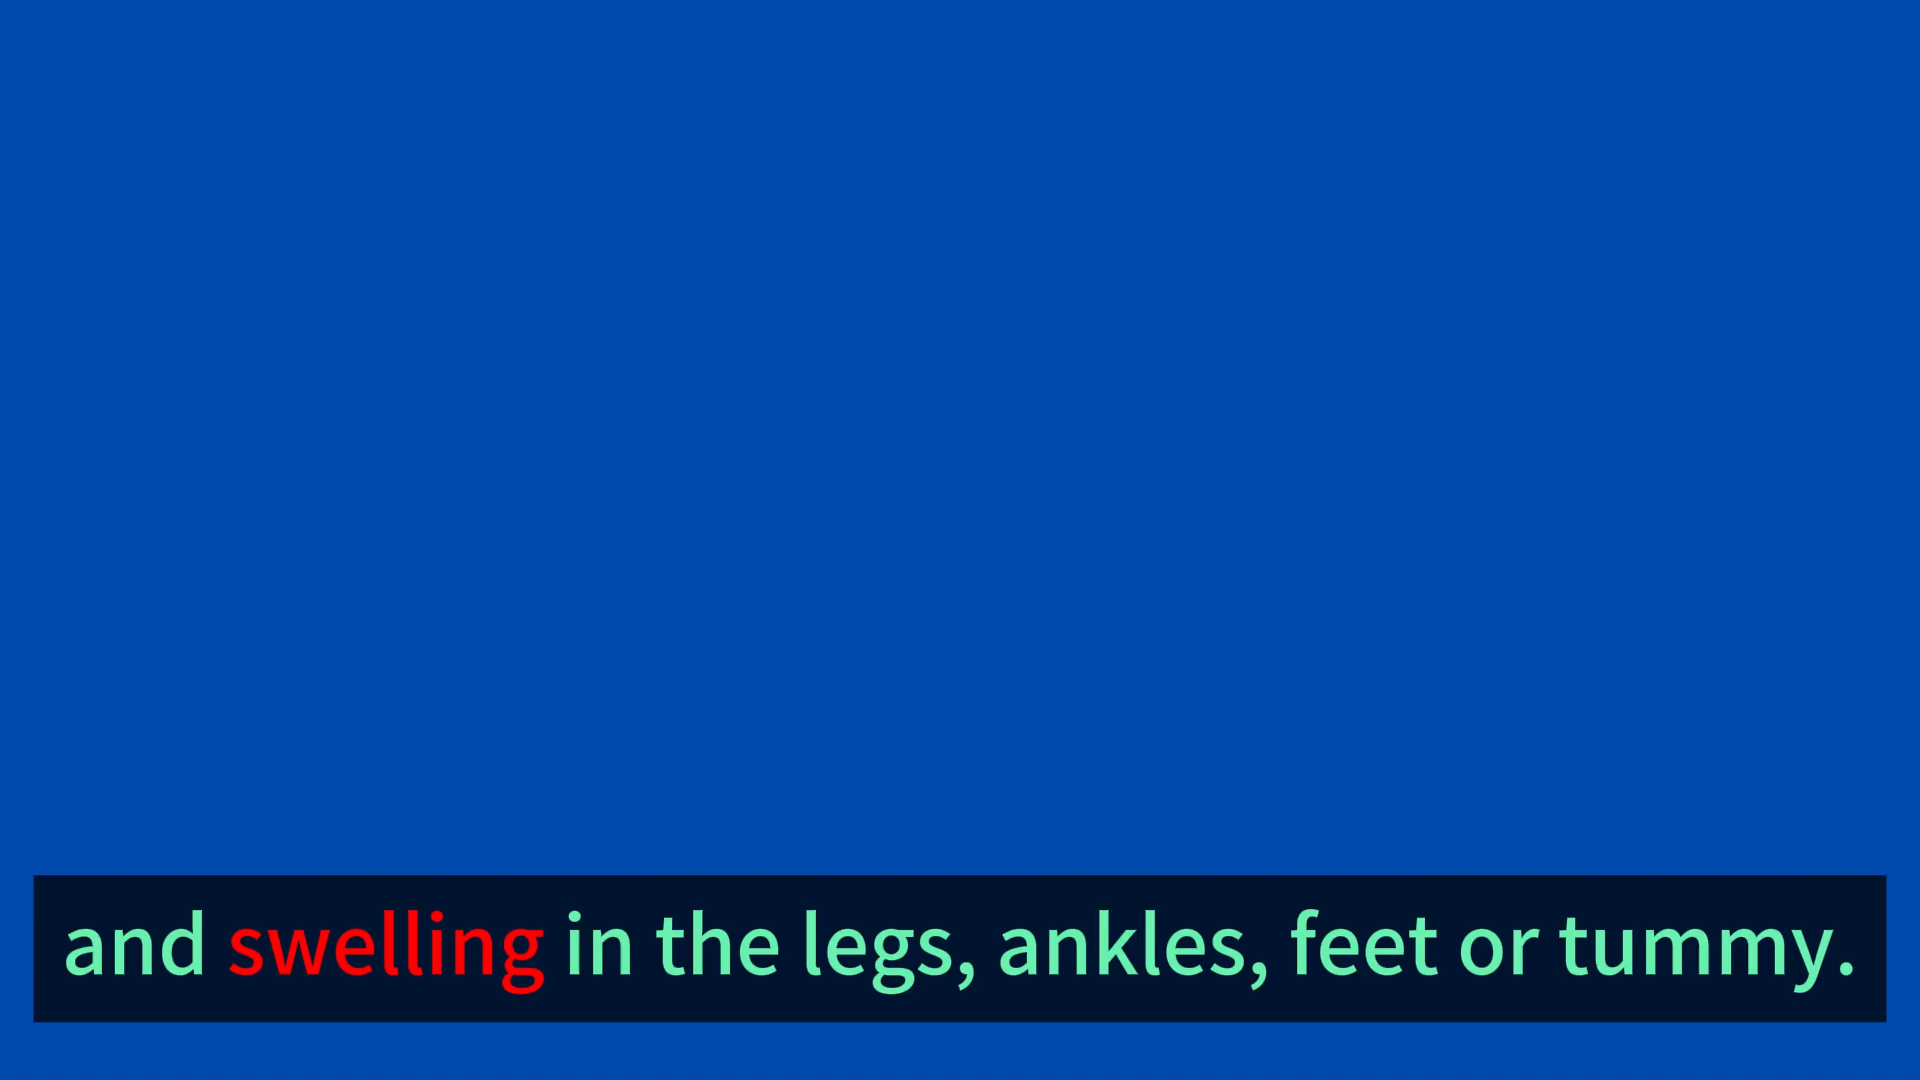 and swelling in the legs, ankles, feet or tummy.